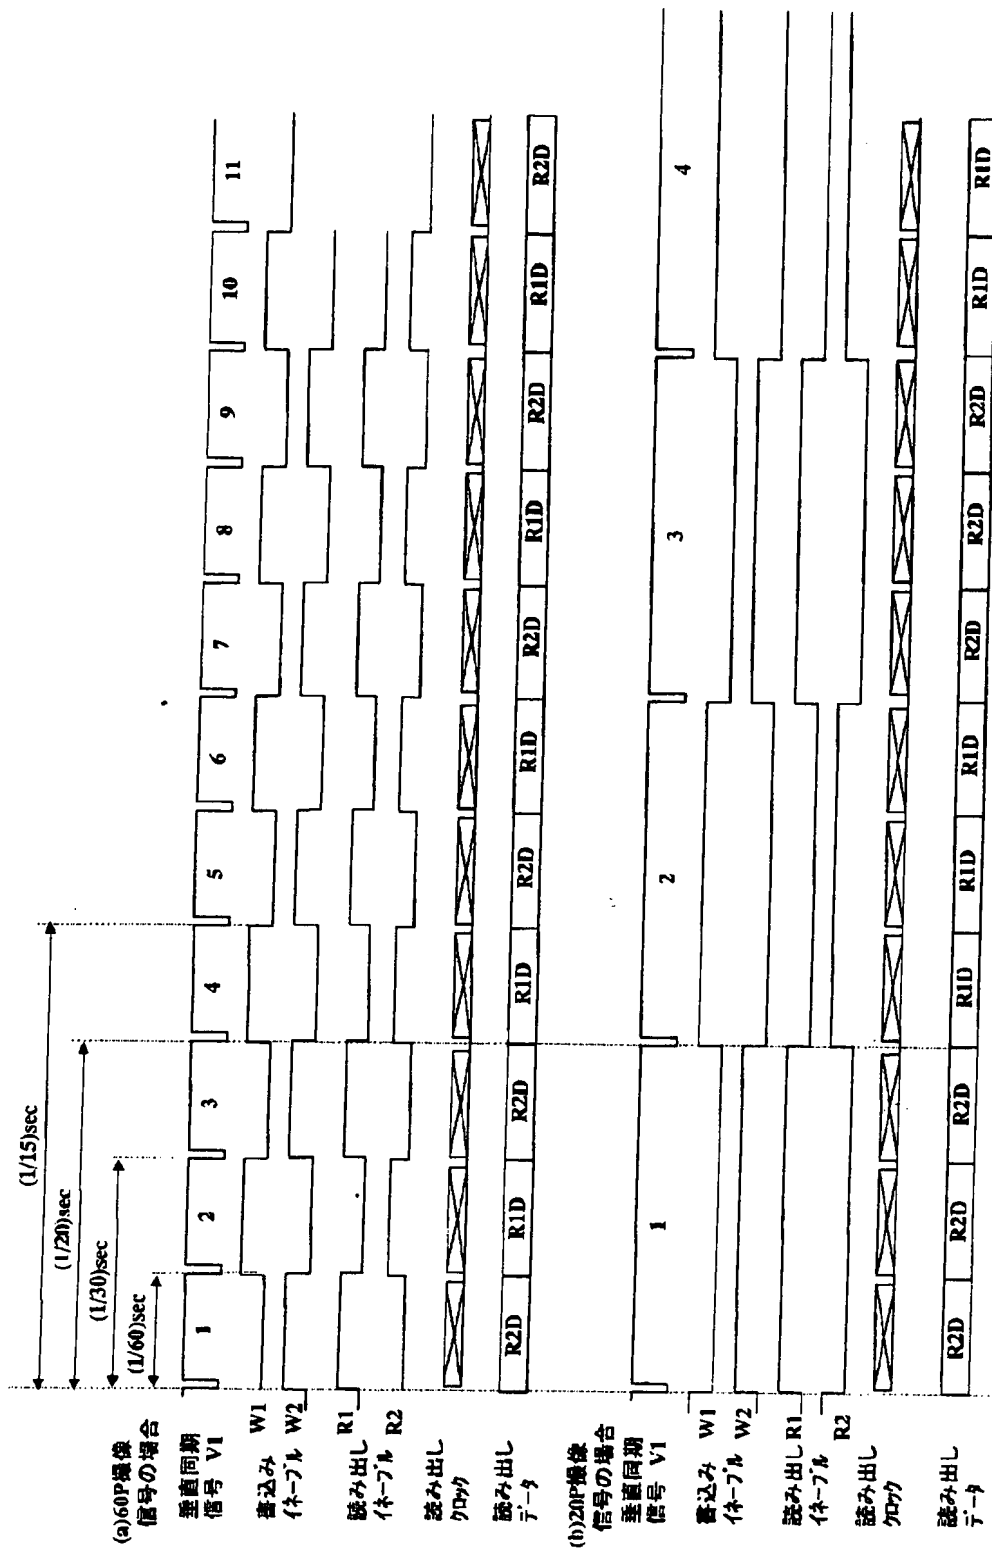 (1/15)sec
(1/20)sec
(1/30)sec
(1/60)sec
(a)60P撮像
信号の場合
垂直同期
信号 V1
1 2 3 4 5 6 7 8 9 10 11
書込み
イネーブル
W1
W2
読み出し
イネーブル
R1
R2
読み出し
クロック
読み出し
データ
R2D R1D R2D R1D R2D R1D R2D R1D R2D R1D R2D
(b)20P撮像
信号の場合
垂直同期
信号 V1
1 2 3 4
書込み
イネーブル
W1
W2
読み出し
イネーブル
R1
R2
読み出し
クロック
読み出し
データ
R2D R2D R2D R1D R1D R1D R2D R2D R2D R1D R1D